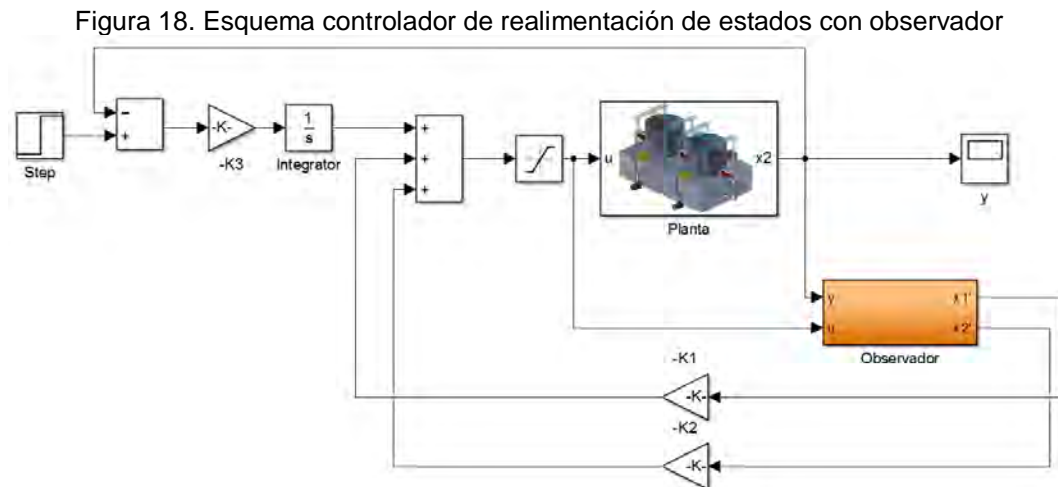 Figura 18. Esquema controlador de realimentación de estados con observador
Step
−
+
-K-
-K3
1
s
Integrator
+
+
+
u
x2
Planta
y
y
u
x1'
x2'
Observador
-K1
-K-
-K2
-K-